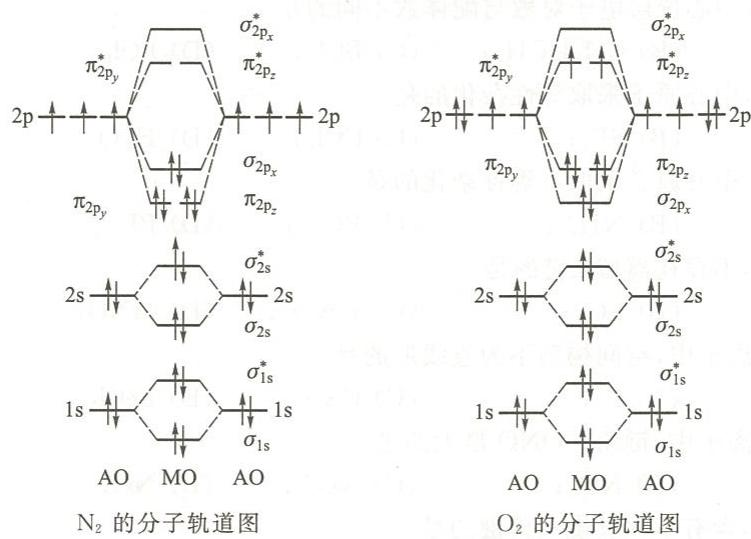 σ*2px
π*2py π*2pz
2p 2p
σ2px
π2py π2pz
σ*2s
2s 2s
σ2s
σ*1s
1s 1s
σ1s
AO MO AO
N2 的分子轨道图
σ*2px
π*2py π*2pz
2p 2p
π2py π2pz
σ2px
σ*2s
2s 2s
σ2s
σ*1s
1s 1s
σ1s
AO MO AO
O2 的分子轨道图